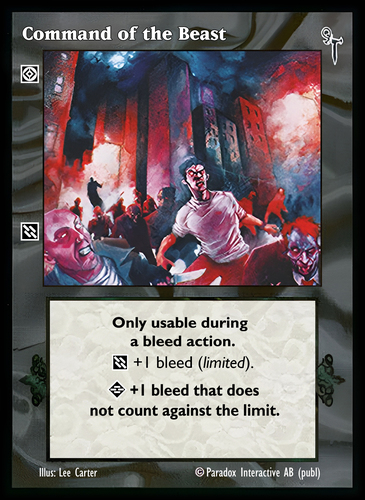 Command of the Beast
Only usable during
a bleed action.
+1 bleed (limited).
+1 bleed that does
not count against the limit.
Illus: Lee Carter
© Paradox Interactive AB (publ)